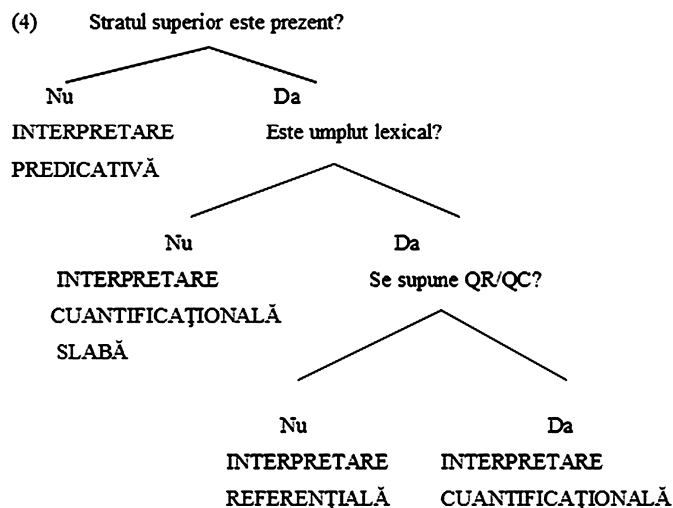 (4) Stratul superior este prezent?
Nu Da
INTERPRETARE Este umplut lexical?
PREDICATIVĂ
Nu Da
INTERPRETARE Se supune QR/QC?
CUANTIFICAŢIONALĂ
SLABĂ
Nu Da
INTERPRETARE INTERPRETARE
REFERENŢIALĂ CUANTIFICAŢIONALĂ